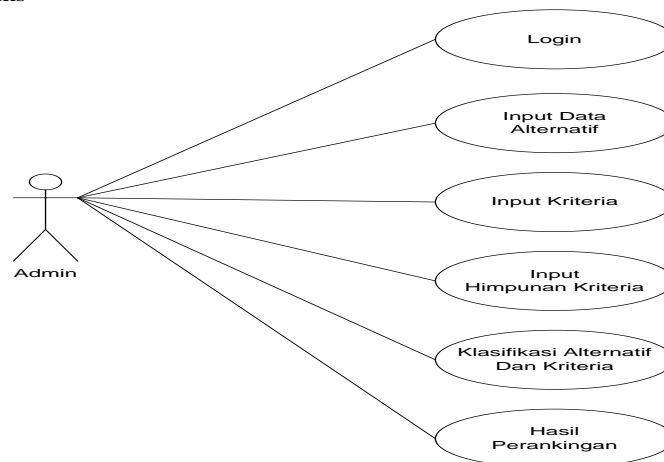 Login
Input Data
Alternatif
Input Kriteria
Admin
Input
Himpunan Kriteria
Klasifikasi Alternatif
Dan Kriteria
Hasil
Perankingan